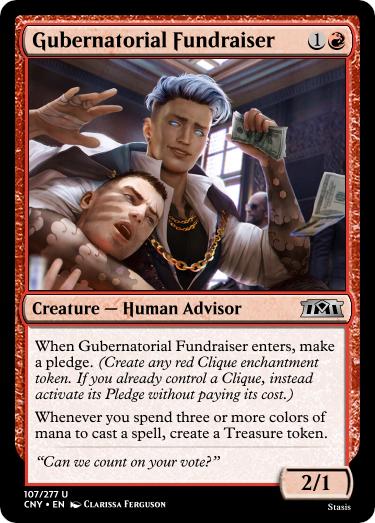 Gubernatorial Fundraiser 1
Creature — Human Advisor
When Gubernatorial Fundraiser enters, make
a pledge. (Create any red Clique enchantment
token. If you already control a Clique, instead
activate its Pledge without paying its cost.)
Whenever you spend three or more colors of
mana to cast a spell, create a Treasure token.
“Can we count on your vote?”
2/1
107/277 U
CNY • EN Clarissa Ferguson
Stasis